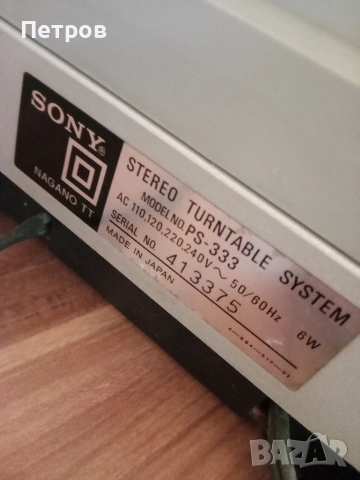 Петров
SONY
NAGANO TT
STEREO TURNTABLE SYSTEM
MODEL NO. PS-333
AC 110.120.220.240V~ 50/60Hz 6W
SERIAL NO. 413375
MADE IN JAPAN
BAZAR